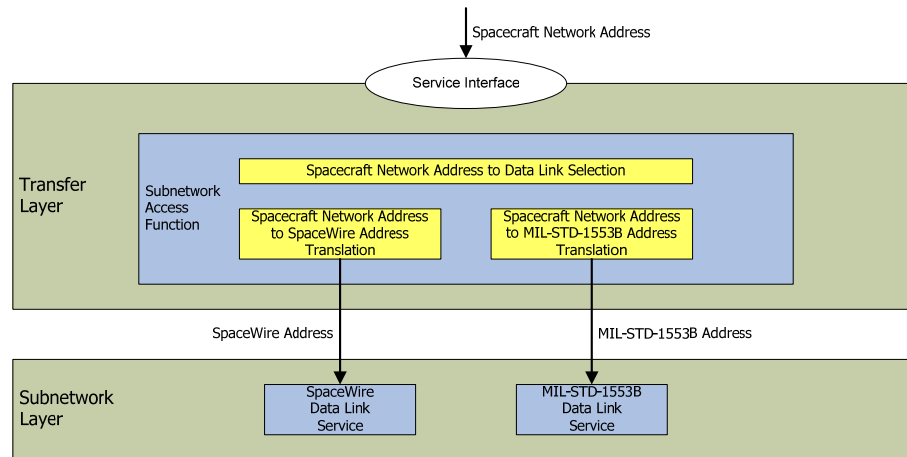 Spacecraft Network Address
Service Interface
Transfer
Layer
Subnetwork
Access
Function
Spacecraft Network Address to Data Link Selection
Spacecraft Network Address
to SpaceWire Address
Translation
Spacecraft Network Address
to MIL-STD-1553B Address
Translation
SpaceWire Address
MIL-STD-1553B Address
Subnetwork
Layer
SpaceWire
Data Link
Service
MIL-STD-1553B
Data Link
Service